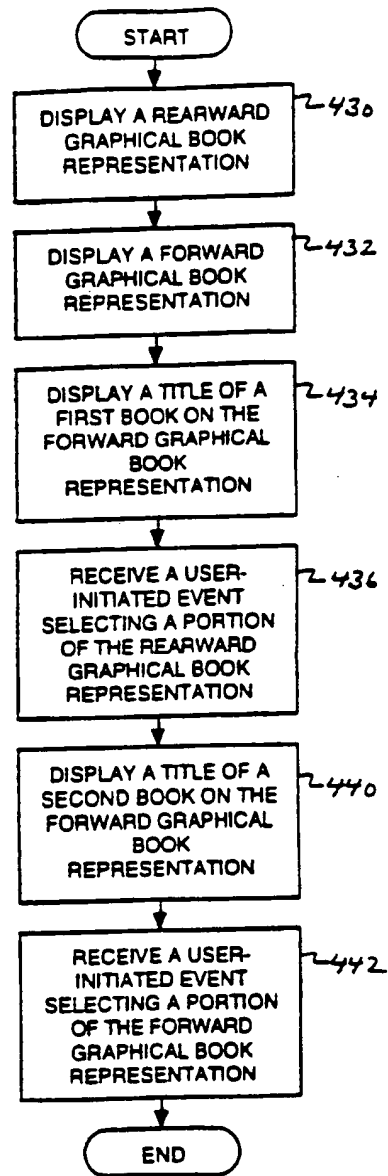 START
DISPLAY A REARWARD
GRAPHICAL BOOK
REPRESENTATION
430
DISPLAY A FORWARD
GRAPHICAL BOOK
REPRESENTATION
432
DISPLAY A TITLE OF A
FIRST BOOK ON THE
FORWARD GRAPHICAL
BOOK
REPRESENTATION
434
RECEIVE A USER-
INITIATED EVENT
SELECTING A PORTION
OF THE REARWARD
GRAPHICAL BOOK
REPRESENTATION
436
DISPLAY A TITLE OF A
SECOND BOOK ON THE
FORWARD GRAPHICAL
BOOK
REPRESENTATION
440
RECEIVE A USER-
INITIATED EVENT
SELECTING A PORTION
OF THE FORWARD
GRAPHICAL BOOK
REPRESENTATION
442
END